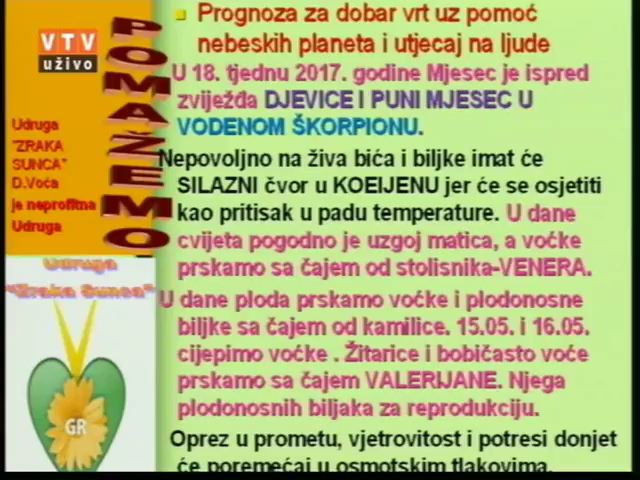 VTV
uživo
POMAŽEMO
Udruga
"ZRAKA
SUNCA"
D.Voća
je neprofitna
Udruga
Udruga
"Zraka Sunca"
GR
Prognoza za dobar vrt uz pomoć
nebeskih planeta i utjecaj na ljude
U 18. tjednu 2017. godine Mjesec je ispred
zviježđa DJEVICE I PUNI MJESEC U
VODENOM ŠKORPIONU.
Nepovoljno na živa bića i biljke imat će
SILAZNI čvor u KOEIJENU jer će se osjetiti
kao pritisak u padu temperature. U dane
cvijeta pogodno je uzgoj matica, a voćke
prskamo sa čajem od stolisnika-VENERA.
U dane ploda prskamo voćke i plodonosne
biljke sa čajem od kamilice. 15.05. i 16.05.
cijepimo voćke . Žitarice i bobičasto voće
prskamo sa čajem VALERIJANE. Njega
plodonosnih biljaka za reprodukciju.
Oprez u prometu, vjetrovitost i potresi donjet
će poremećaj u osmotskim tlakovima.